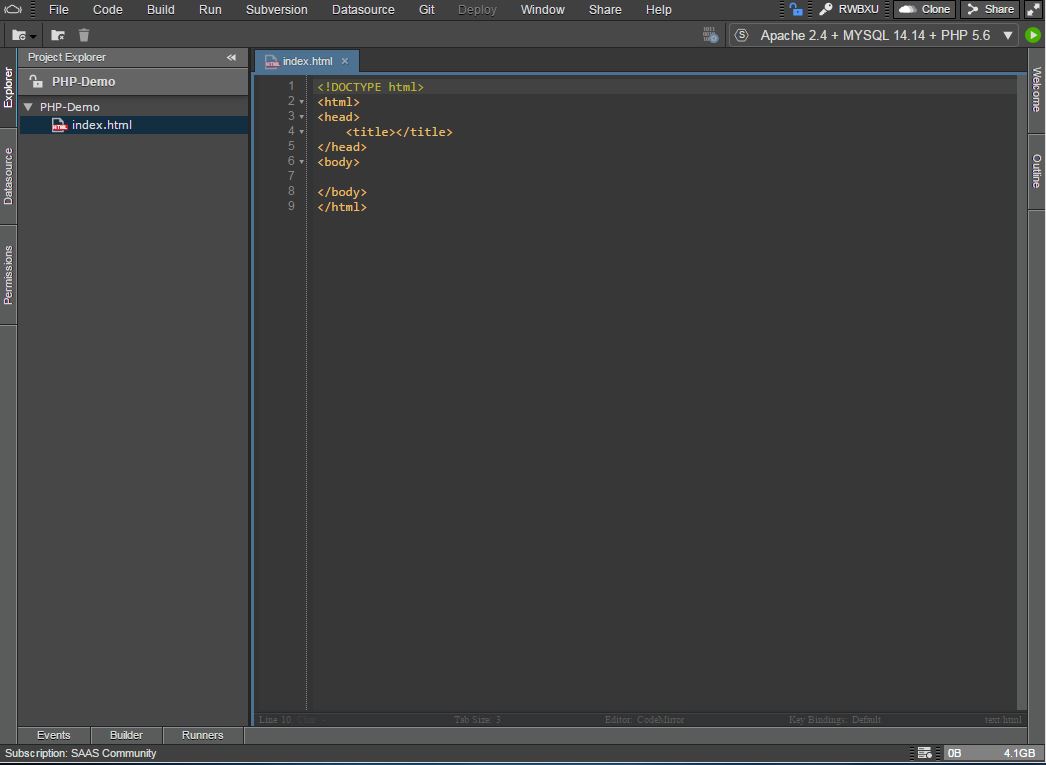 File Code Build Run Subversion Datasource Git Deploy Window Share Help RWBXU Clone Share
Apache 2.4 + MYSQL 14.14 + PHP 5.6
Explorer
Datasource
Permissions
Project Explorer
PHP-Demo
PHP-Demo
index.html
index.html
1 <!DOCTYPE html>
2 <html>
3 <head>
4 <title></title>
5 </head>
6 <body>
7
8 </body>
9 </html>
Welcome
Outline
Line 10 Tab Size: 3 Editor: CodeMirror Key Bindings: Default text/html
Events Builder Runners
Subscription: SAAS Community 0B 4.1GB